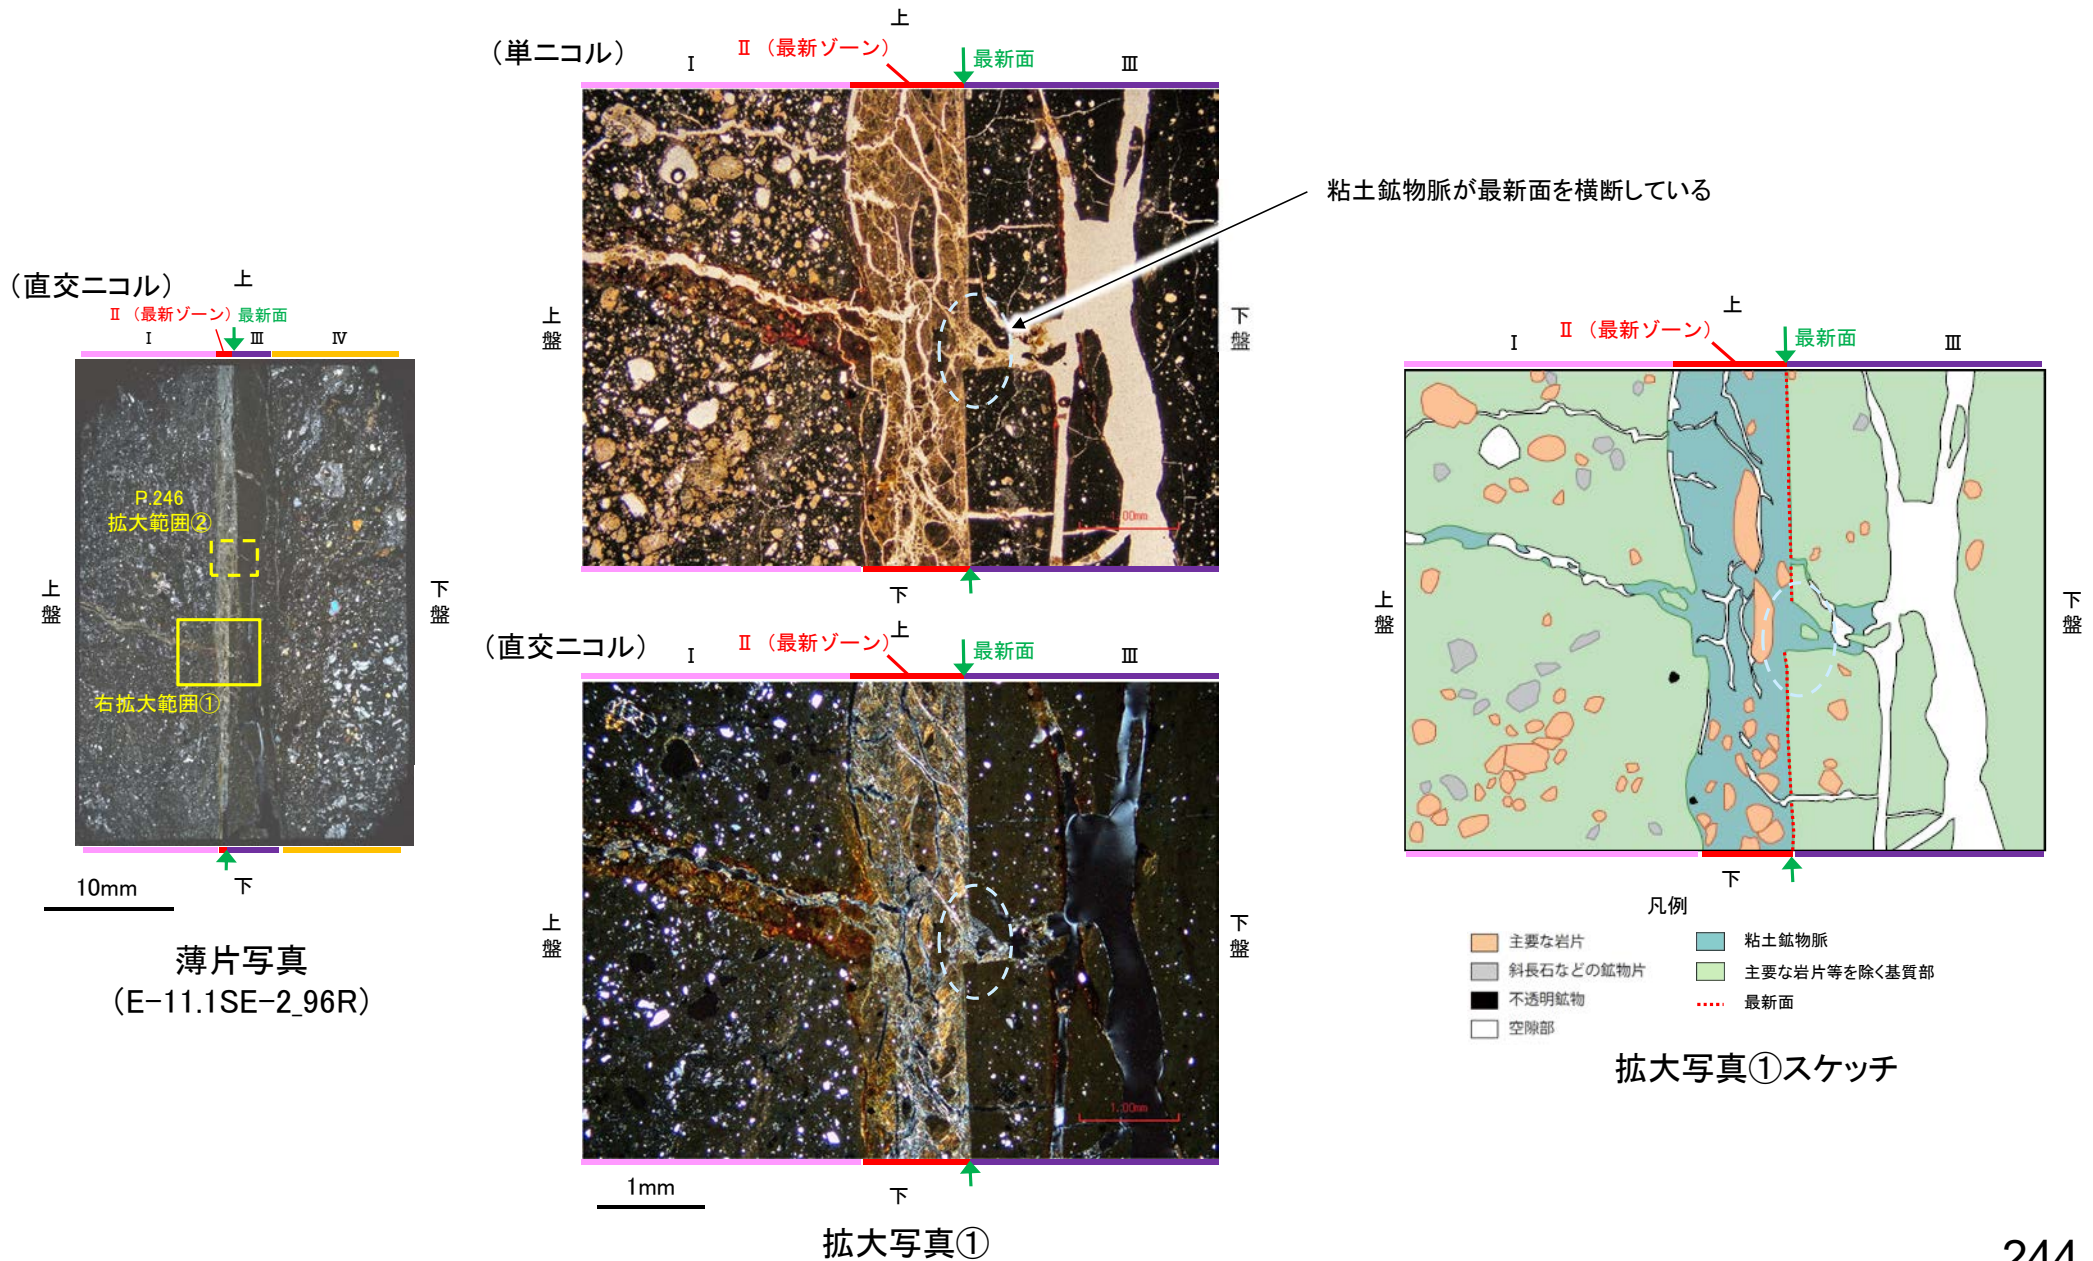 （直交ニコル）
上
Ⅱ（最新ゾーン）
最新面
Ⅰ
Ⅲ
Ⅳ
上盤
下盤
P.246
拡大範囲②
右拡大範囲①
下
10mm
薄片写真
（E-11.1SE-2_96R）
（単ニコル）
上
Ⅰ
Ⅱ（最新ゾーン）
最新面
Ⅲ
上盤
下盤
粘土鉱物脈が最新面を横断している
1.00mm
下
（直交ニコル）
上
Ⅰ
Ⅱ（最新ゾーン）
最新面
Ⅲ
上盤
下盤
1.00mm
下
1mm
拡大写真①
上
Ⅰ
Ⅱ（最新ゾーン）
最新面
Ⅲ
上盤
下盤
下
凡例
主要な岩片
斜長石などの鉱物片
不透明鉱物
空隙部
粘土鉱物脈
主要な岩片等を除く基質部
最新面
拡大写真①スケッチ
244